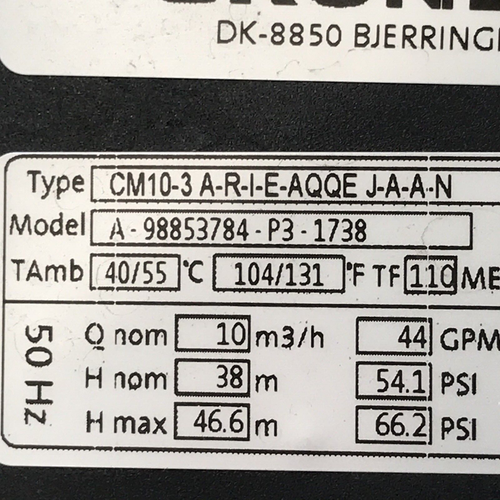 DK-8850 BJERRING
Type CM10-3 A-R-I-E-AQQE J-A-A-N
Model A - 98853784 - P3 - 1738
TAmb 40/55 °C 104/131 °F TF 110 ME
50 Hz
Q nom 10 m3/h 44 GPM
H nom 38 m 54.1 PSI
H max 46.6 m 66.2 PSI